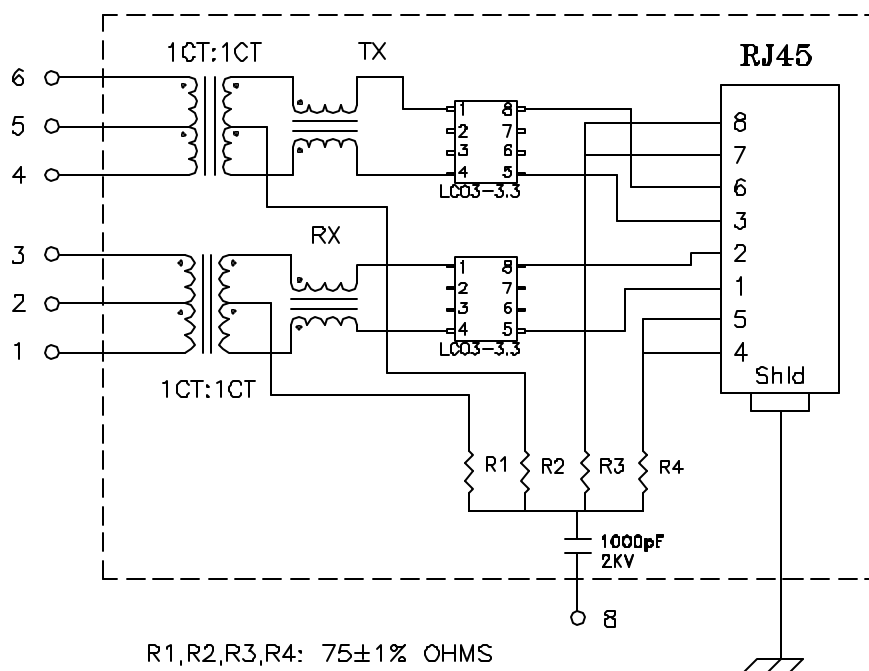 1CT:1CT
TX
RJ45
6
5
4
1 8
2 7
3 6
4 5
LC03-3.3
8
7
6
3
2
1
5
4
Shld
RX
3
2
1
1 8
2 7
3 6
4 5
LC03-3.3
1CT:1CT
R1
R2
R3
R4
1000pF
2KV
8
R1,R2,R3,R4: 75±1% OHMS